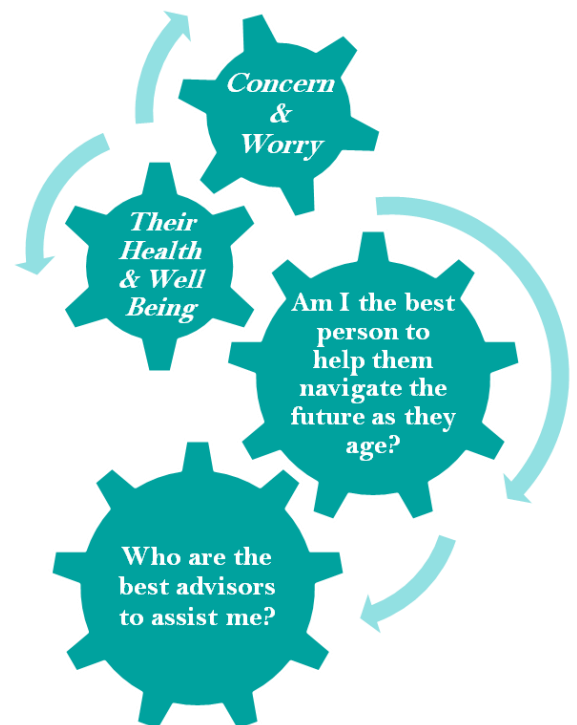 Concern
&
Worry
Their
Health
& Well
Being
Am I the best
person to
help them
navigate the
future as they
age?
Who are the
best advisors
to assist me?